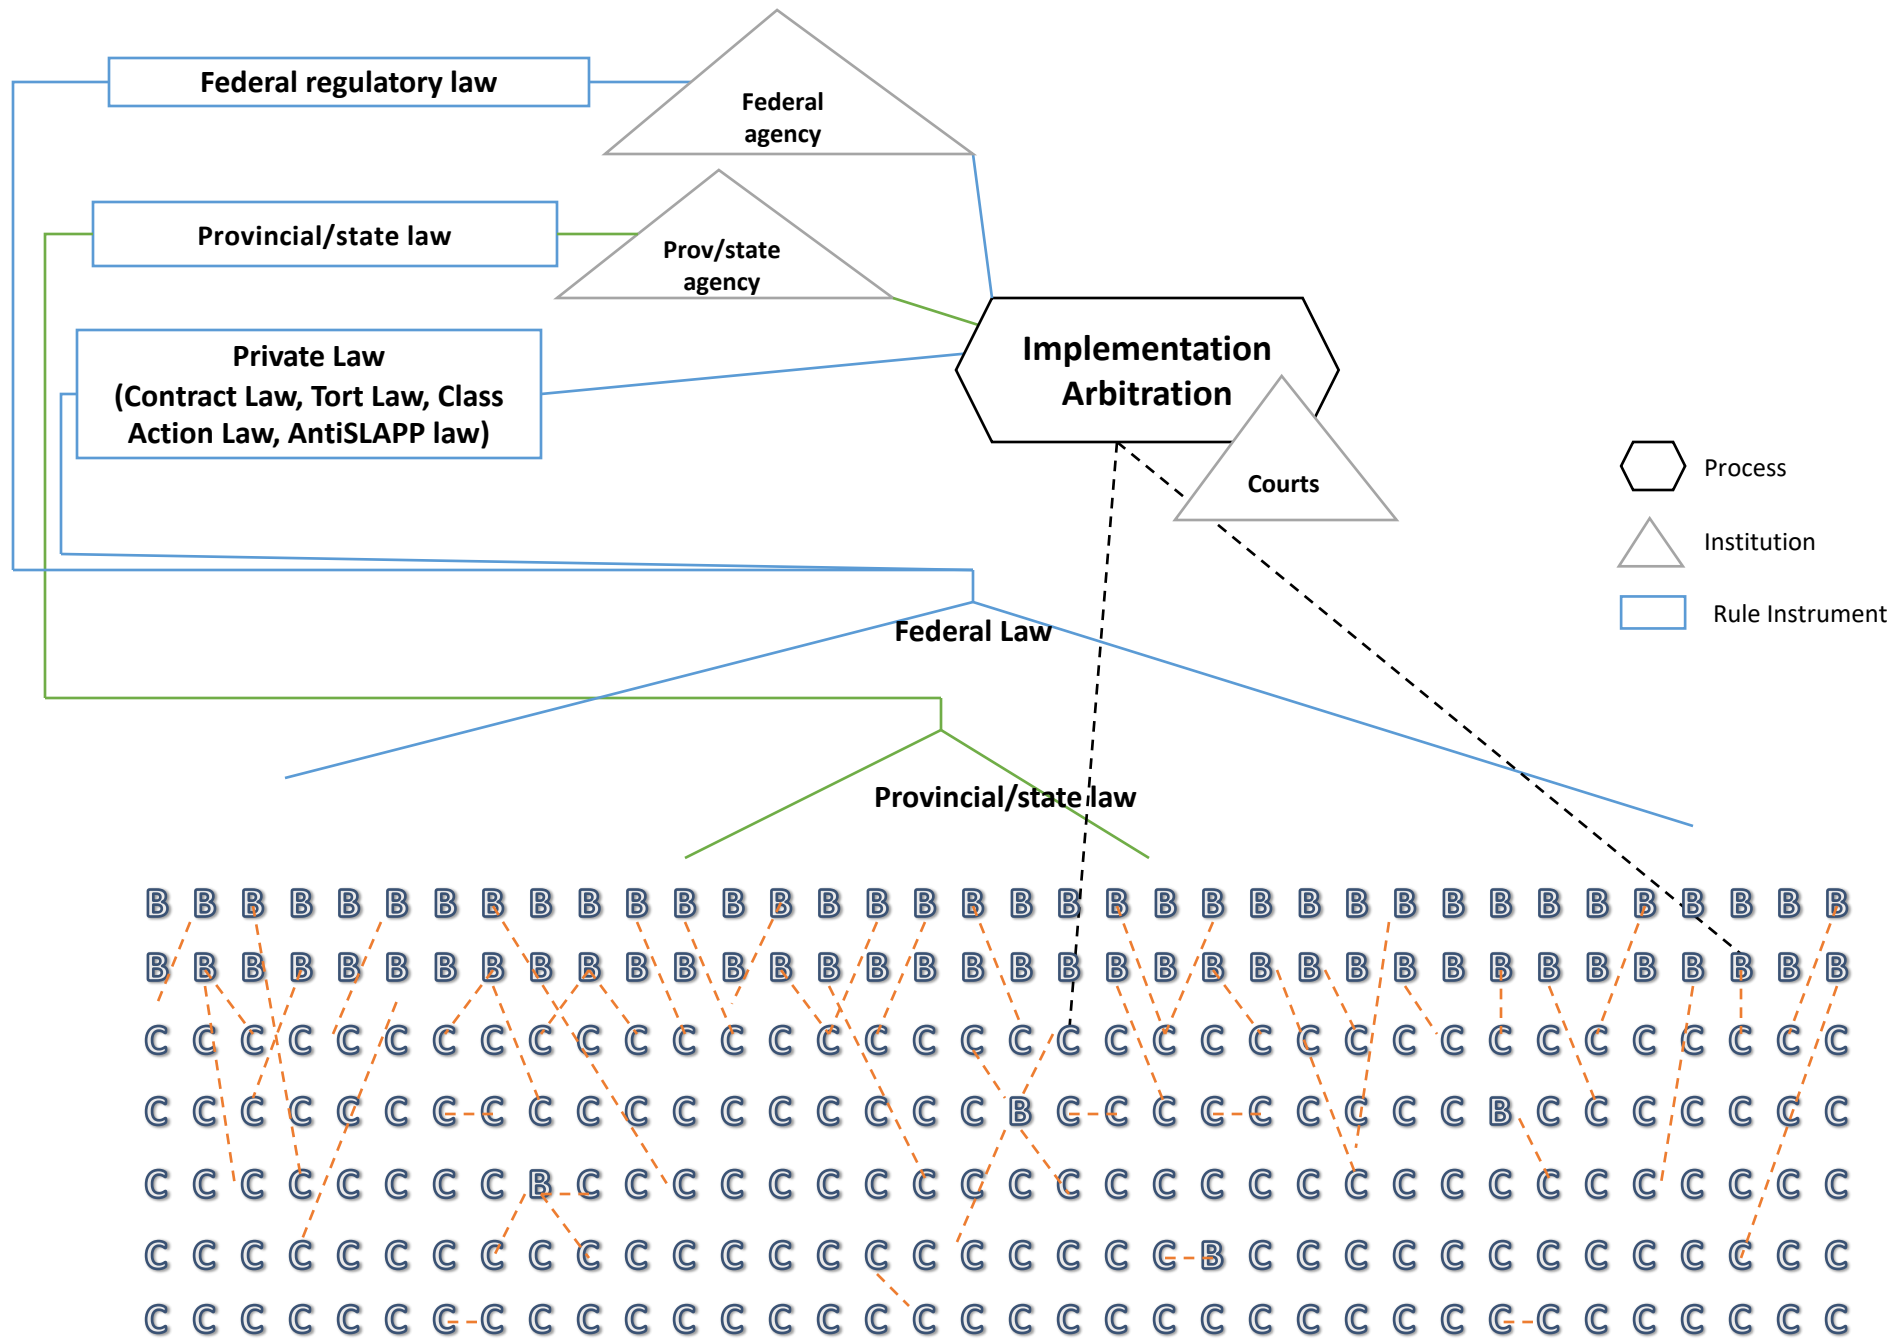 Federal regulatory law
Federal
agency
Provincial/state law
Prov/state
agency
Private Law
(Contract Law, Tort Law, Class
Action Law, AntiSLAPP law)
Implementation
Arbitration
Courts
Process
Institution
Rule Instrument
Federal Law
Provincial/state law
B B B B B B B B B B B B B B B B B B B B B B B B B B B B B B B B B B B B
B B B B B B B B B B B B B B B B B B B B B B B B B B B B B B B B B B B B
C C C C C C C C C C C C C C C C C C C C C C C C C C C C C C C C C C C C
C C C C C C C C C C C C C C C C C C B C C C C C C C C C B C C C C C C C
C C C C C C C C B C C C C C C C C C C C C C C C C C C C C C C C C C C C
C C C C C C C C C C C C C C C C C C C C C C B C C C C C C C C C C C C C
C C C C C C C C C C C C C C C C C C C C C C C C C C C C C C C C C C C C